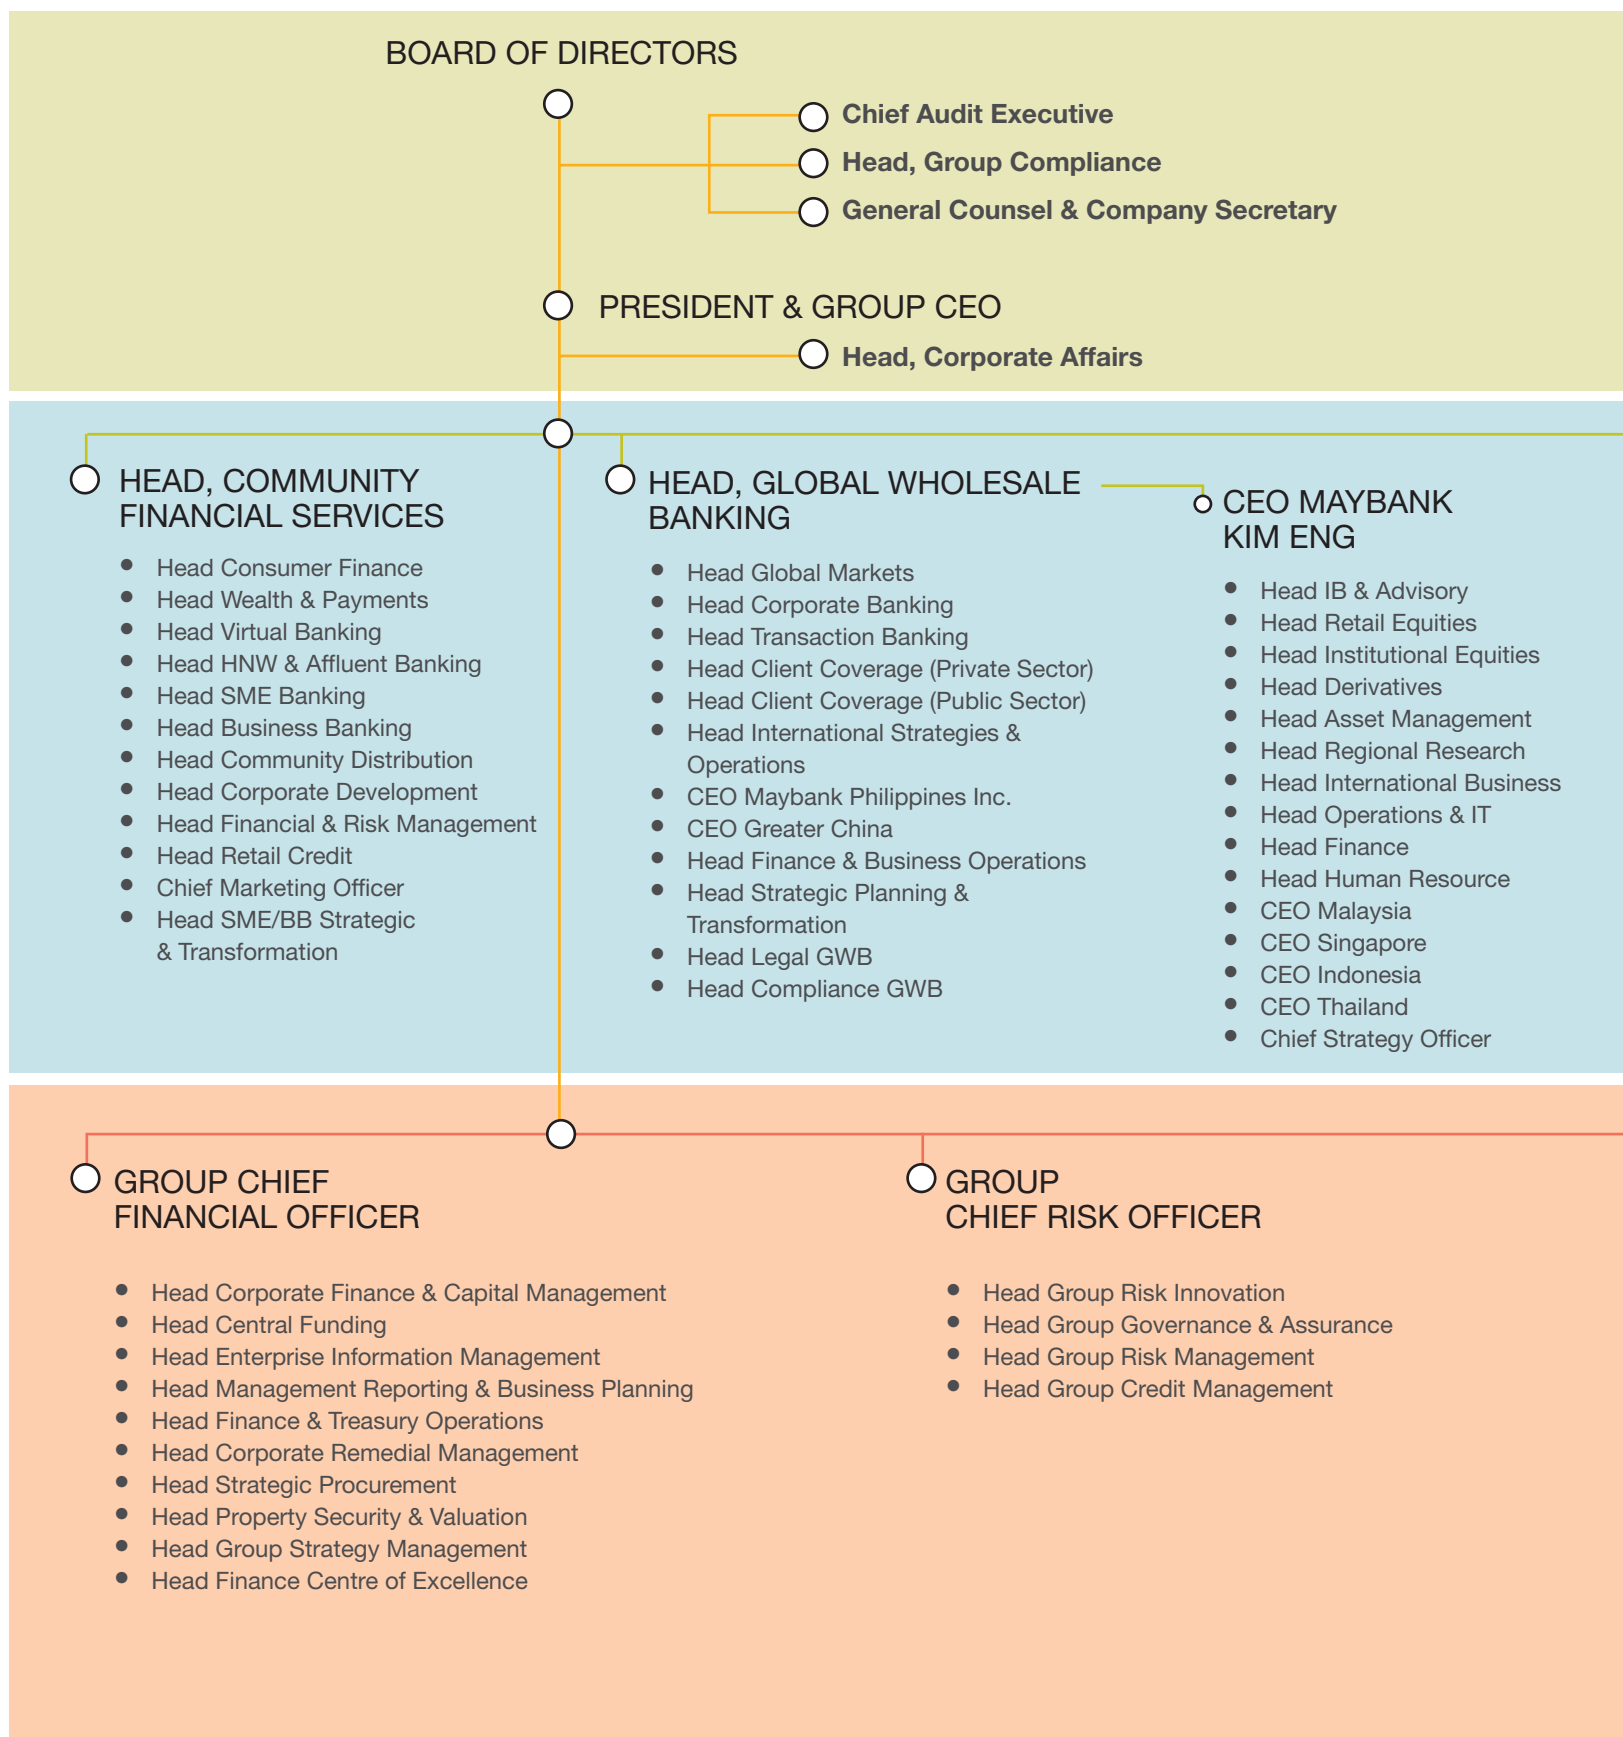 BOARD OF DIRECTORS
Chief Audit Executive
Head, Group Compliance
General Counsel & Company Secretary
PRESIDENT & GROUP CEO
Head, Corporate Affairs
HEAD, COMMUNITY
FINANCIAL SERVICES
• Head Consumer Finance
• Head Wealth & Payments
• Head Virtual Banking
• Head HNW & Affluent Banking
• Head SME Banking
• Head Business Banking
• Head Community Distribution
• Head Corporate Development
• Head Financial & Risk Management
• Head Retail Credit
• Chief Marketing Officer
• Head SME/BB Strategic
& Transformation
HEAD, GLOBAL WHOLESALE
BANKING
• Head Global Markets
• Head Corporate Banking
• Head Transaction Banking
• Head Client Coverage (Private Sector)
• Head Client Coverage (Public Sector)
• Head International Strategies &
Operations
• CEO Maybank Philippines Inc.
• CEO Greater China
• Head Finance & Business Operations
• Head Strategic Planning &
Transformation
• Head Legal GWB
• Head Compliance GWB
CEO MAYBANK
KIM ENG
• Head IB & Advisory
• Head Retail Equities
• Head Institutional Equities
• Head Derivatives
• Head Asset Management
• Head Regional Research
• Head International Business
• Head Operations & IT
• Head Finance
• Head Human Resource
• CEO Malaysia
• CEO Singapore
• CEO Indonesia
• CEO Thailand
• Chief Strategy Officer
GROUP CHIEF
FINANCIAL OFFICER
• Head Corporate Finance & Capital Management
• Head Central Funding
• Head Enterprise Information Management
• Head Management Reporting & Business Planning
• Head Finance & Treasury Operations
• Head Corporate Remedial Management
• Head Strategic Procurement
• Head Property Security & Valuation
• Head Group Strategy Management
• Head Finance Centre of Excellence
GROUP
CHIEF RISK OFFICER
• Head Group Risk Innovation
• Head Group Governance & Assurance
• Head Group Risk Management
• Head Group Credit Management